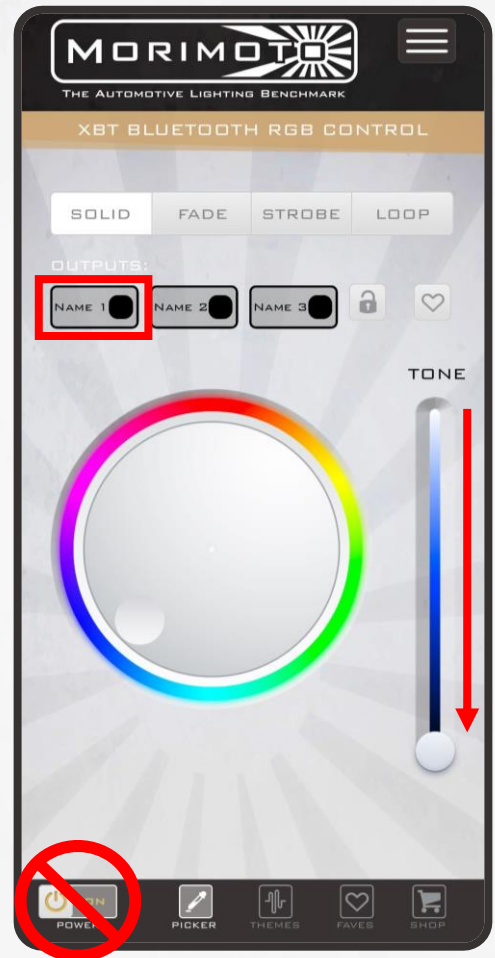 MORIMOTO
THE AUTOMOTIVE LIGHTING BENCHMARK
XBT BLUETOOTH RGB CONTROL
SOLID FADE STROBE LOOP
OUTPUTS:
NAME 1 NAME 2 NAME 3
TONE
ON
POWER PICKER THEMES FAVES SHOP